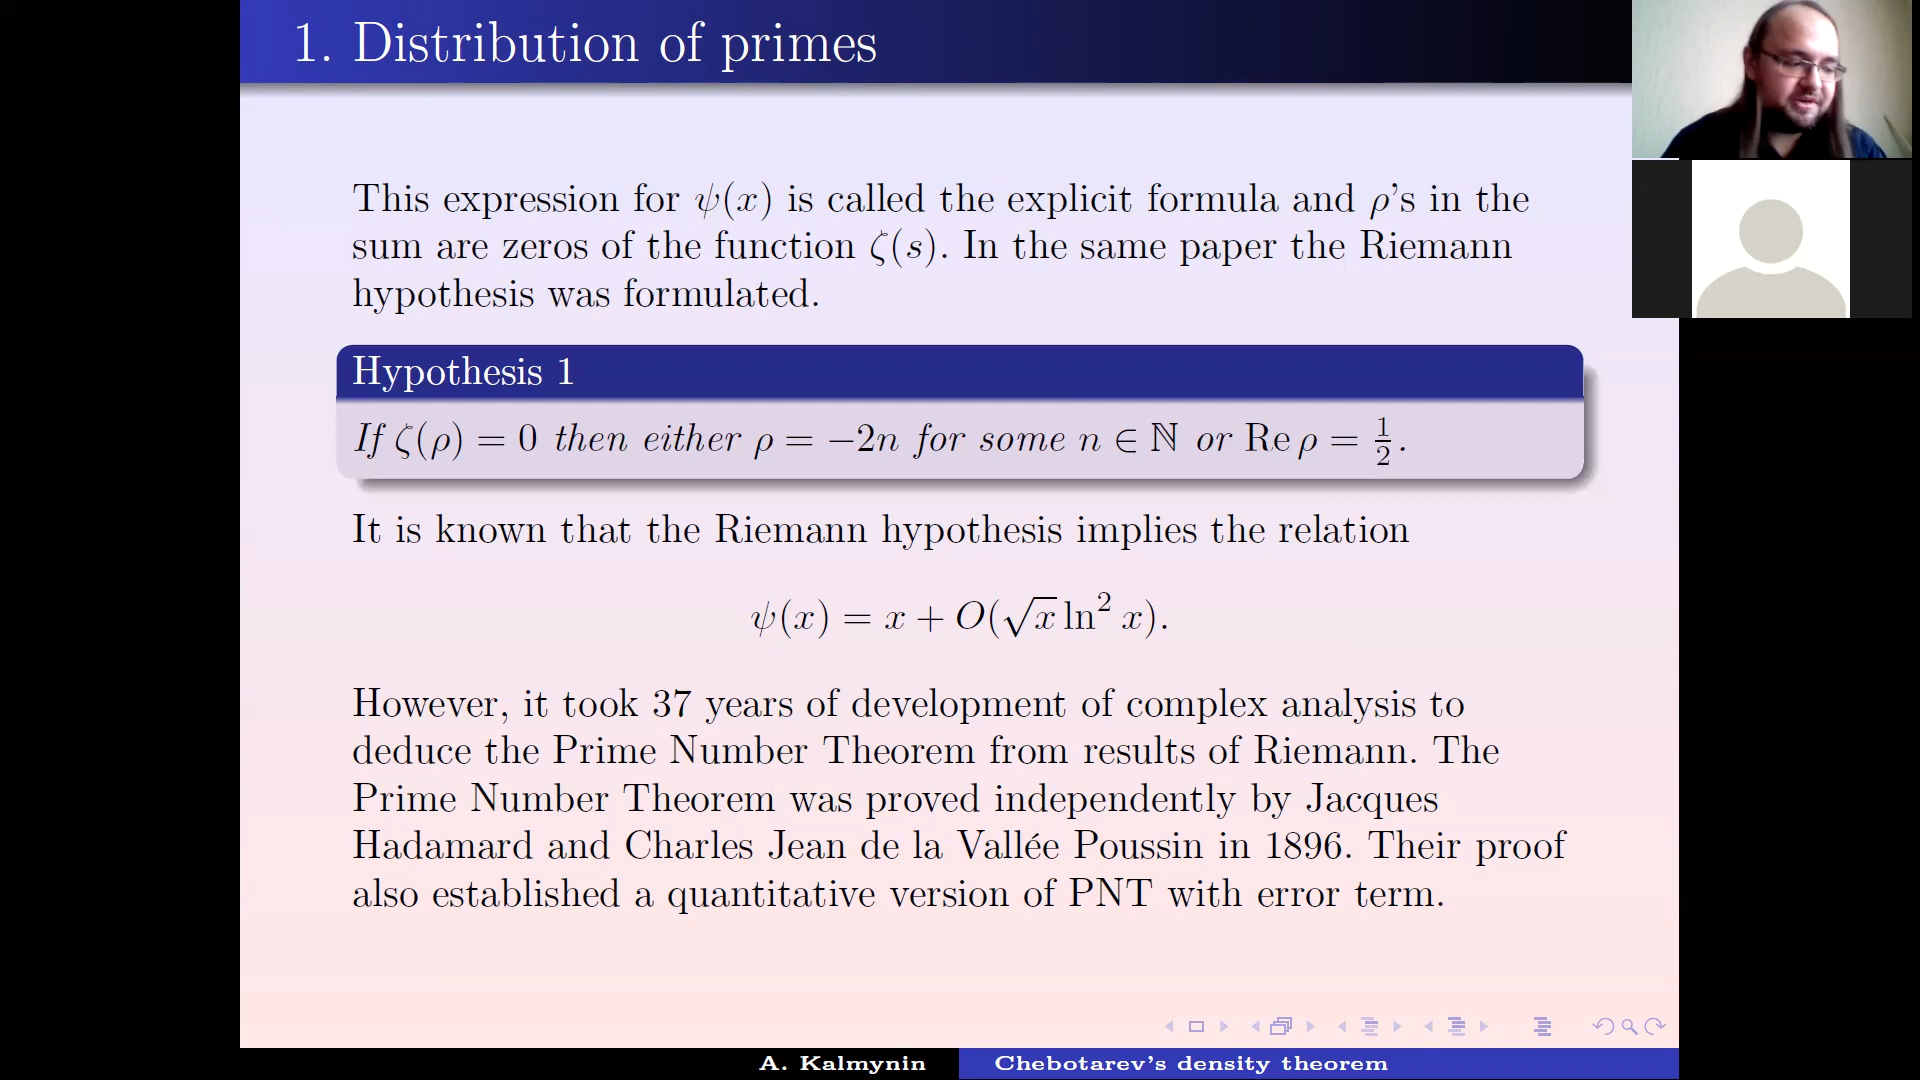 1. Distribution of primes
This expression for ψ(x) is called the explicit formula and ρ's in the
sum are zeros of the function ζ(s). In the same paper the Riemann
hypothesis was formulated.
Hypothesis 1
If ζ(ρ) = 0 then either ρ = −2n for some n ∈ ℕ or Re ρ = 1/2.
It is known that the Riemann hypothesis implies the relation
ψ(x) = x + O(√x ln² x).
However, it took 37 years of development of complex analysis to
deduce the Prime Number Theorem from results of Riemann. The
Prime Number Theorem was proved independently by Jacques
Hadamard and Charles Jean de la Vallée Poussin in 1896. Their proof
also established a quantitative version of PNT with error term.
A. Kalmynin
Chebotarev's density theorem